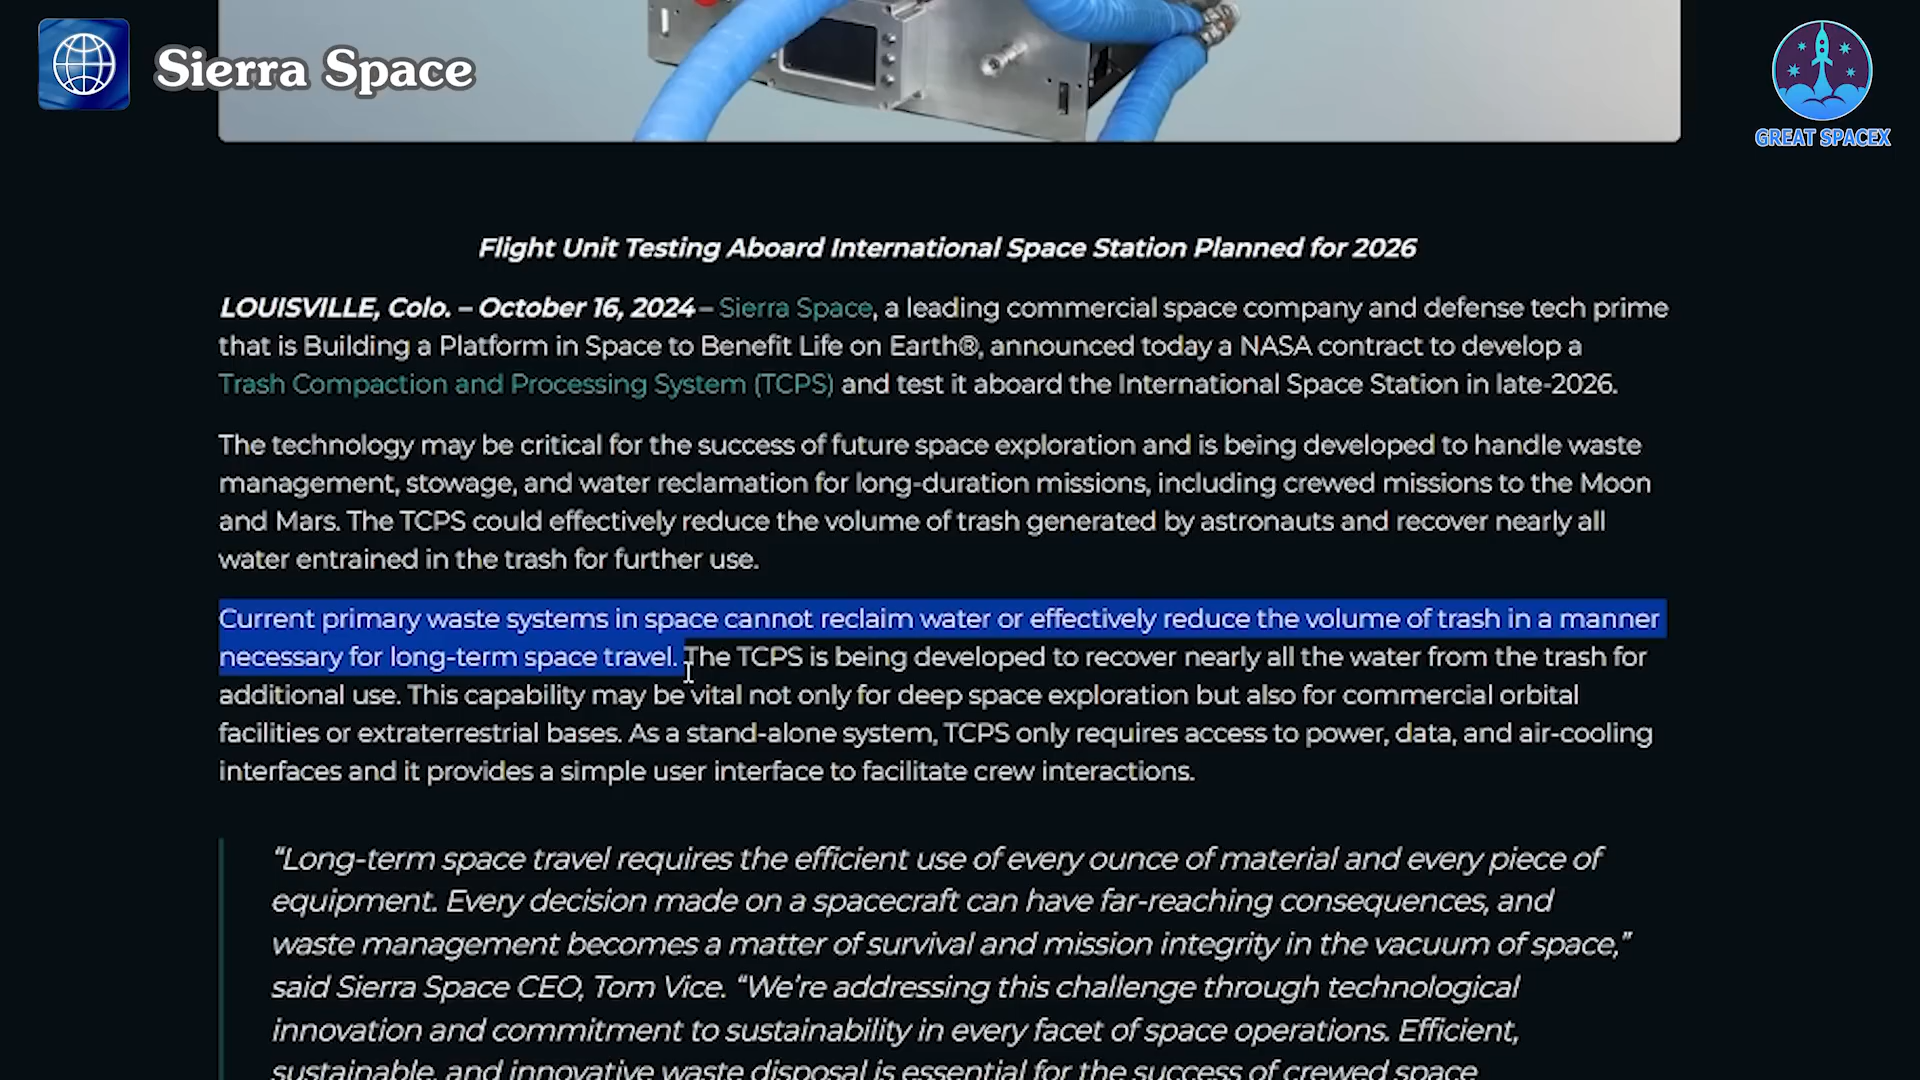 Sierra Space
GREAT SPACEX
Flight Unit Testing Aboard International Space Station Planned for 2026
LOUISVILLE, Colo. – October 16, 2024 – Sierra Space, a leading commercial space company and defense tech prime
that is Building a Platform in Space to Benefit Life on Earth®, announced today a NASA contract to develop a
Trash Compaction and Processing System (TCPS) and test it aboard the International Space Station in late-2026.
The technology may be critical for the success of future space exploration and is being developed to handle waste
management, stowage, and water reclamation for long-duration missions, including crewed missions to the Moon
and Mars. The TCPS could effectively reduce the volume of trash generated by astronauts and recover nearly all
water entrained in the trash for further use.
Current primary waste systems in space cannot reclaim water or effectively reduce the volume of trash in a manner
necessary for long-term space travel. The TCPS is being developed to recover nearly all the water from the trash for
additional use. This capability may be vital not only for deep space exploration but also for commercial orbital
facilities or extraterrestrial bases. As a stand-alone system, TCPS only requires access to power, data, and air-cooling
interfaces and it provides a simple user interface to facilitate crew interactions.
“Long-term space travel requires the efficient use of every ounce of material and every piece of
equipment. Every decision made on a spacecraft can have far-reaching consequences, and
waste management becomes a matter of survival and mission integrity in the vacuum of space,”
said Sierra Space CEO, Tom Vice. “We’re addressing this challenge through technological
innovation and commitment to sustainability in every facet of space operations. Efficient,
sustainable, and innovative waste disposal is essential for the success of crewed space